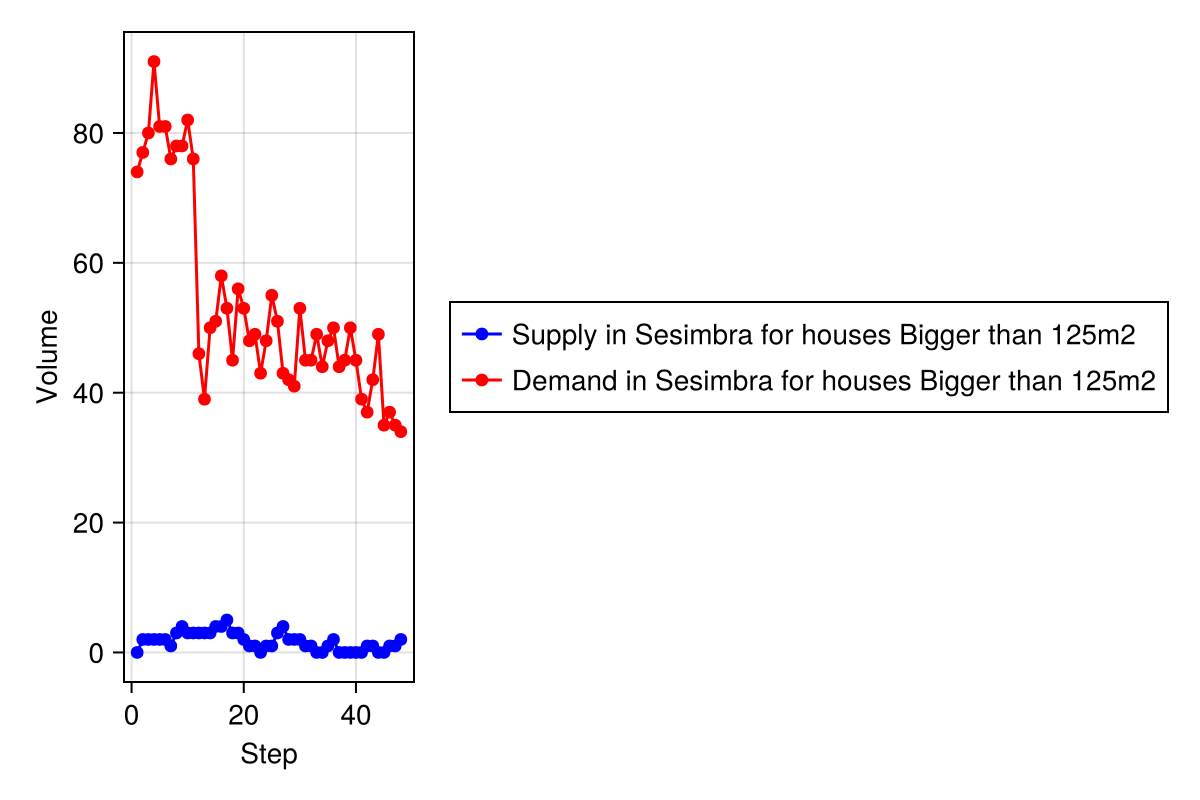 80
60
40
20
0
Volume
0 20 40
Step
Supply in Sesimbra for houses Bigger than 125m2
Demand in Sesimbra for houses Bigger than 125m2